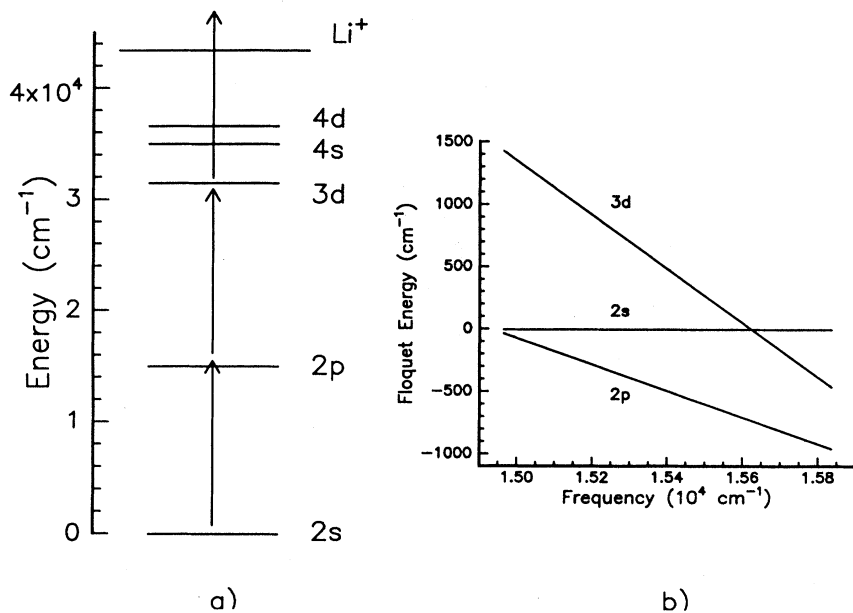 Li⁺
4x10⁴
4d
4s
3d
3
2
2p
1
0
2s
Energy (cm⁻¹)
a)
1500
1000
500
0
-500
-1000
Floquet Energy (cm⁻¹)
3d
2s
2p
1.50 1.52 1.54 1.56 1.58
Frequency (10⁴ cm⁻¹)
b)